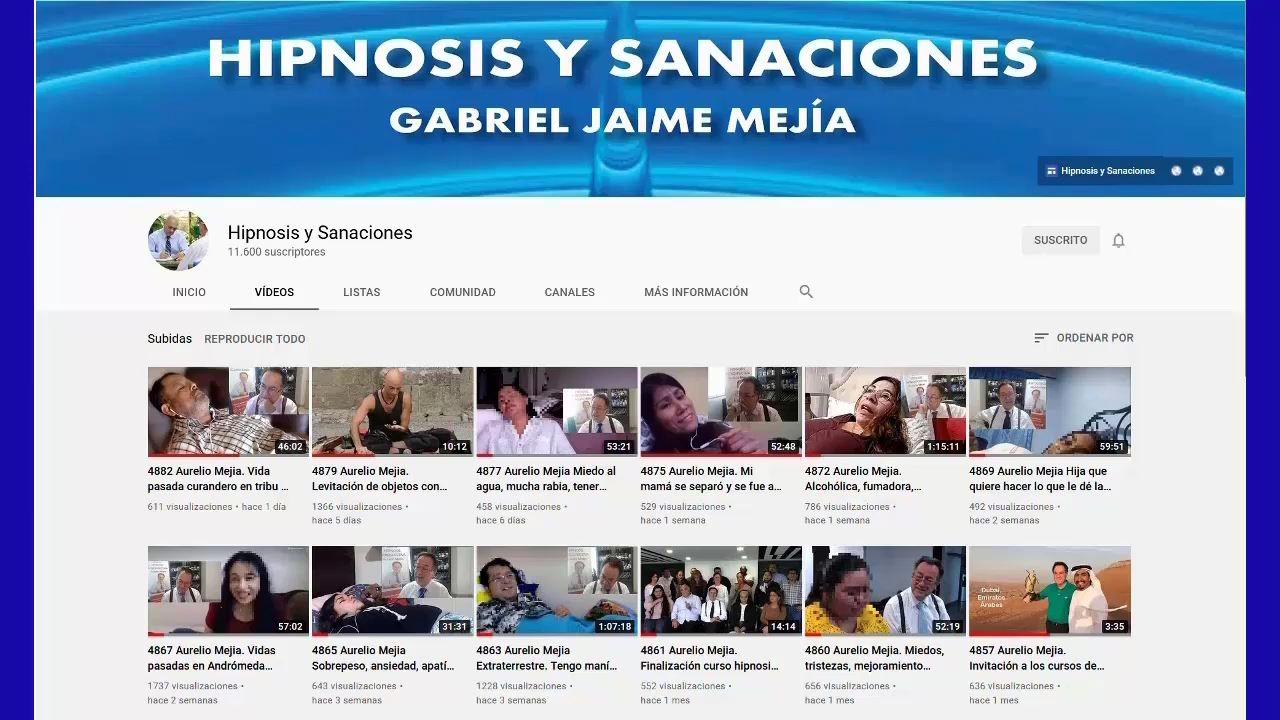 HIPNOSIS Y SANACIONES
GABRIEL JAIME MEJÍA
Hipnosis y Sanaciones
Hipnosis y Sanaciones
11.600 suscriptores
SUSCRITO
INICIO VÍDEOS LISTAS COMUNIDAD CANALES MÁS INFORMACIÓN
Subidas REPRODUCIR TODO ORDENAR POR
46:02 10:12 53:21 52:48 1:15:11 59:51
4882 Aurelio Mejia. Vida
pasada curandero en tribu ...
611 visualizaciones • hace 1 día
4879 Aurelio Mejia.
Levitación de objetos con...
1366 visualizaciones •
hace 5 días
4877 Aurelio Mejia Miedo al
agua, mucha rabia, tener...
458 visualizaciones •
hace 6 días
4875 Aurelio Mejia. Mi
mamá se separó y se fue a...
529 visualizaciones •
hace 1 semana
4872 Aurelio Mejia.
Alcohólica, fumadora,...
786 visualizaciones •
hace 1 semana
4869 Aurelio Mejia Hija que
quiere hacer lo que le dé la...
492 visualizaciones •
hace 2 semanas
Dubai,
Emiratos
Árabes
57:02 31:31 1:07:18 14:14 52:19 3:35
4867 Aurelio Mejia. Vidas
pasadas en Andrómeda...
1737 visualizaciones •
hace 2 semanas
4865 Aurelio Mejia
Sobrepeso, ansiedad, apatí...
643 visualizaciones •
hace 3 semanas
4863 Aurelio Mejia
Extraterrestre. Tengo maní...
1228 visualizaciones •
hace 3 semanas
4861 Aurelio Mejia.
Finalización curso hipnosi...
552 visualizaciones •
hace 1 mes
4860 Aurelio Mejia. Miedos,
tristezas, mejoramiento...
656 visualizaciones •
hace 1 mes
4857 Aurelio Mejia.
Invitación a los cursos de...
636 visualizaciones •
hace 1 mes